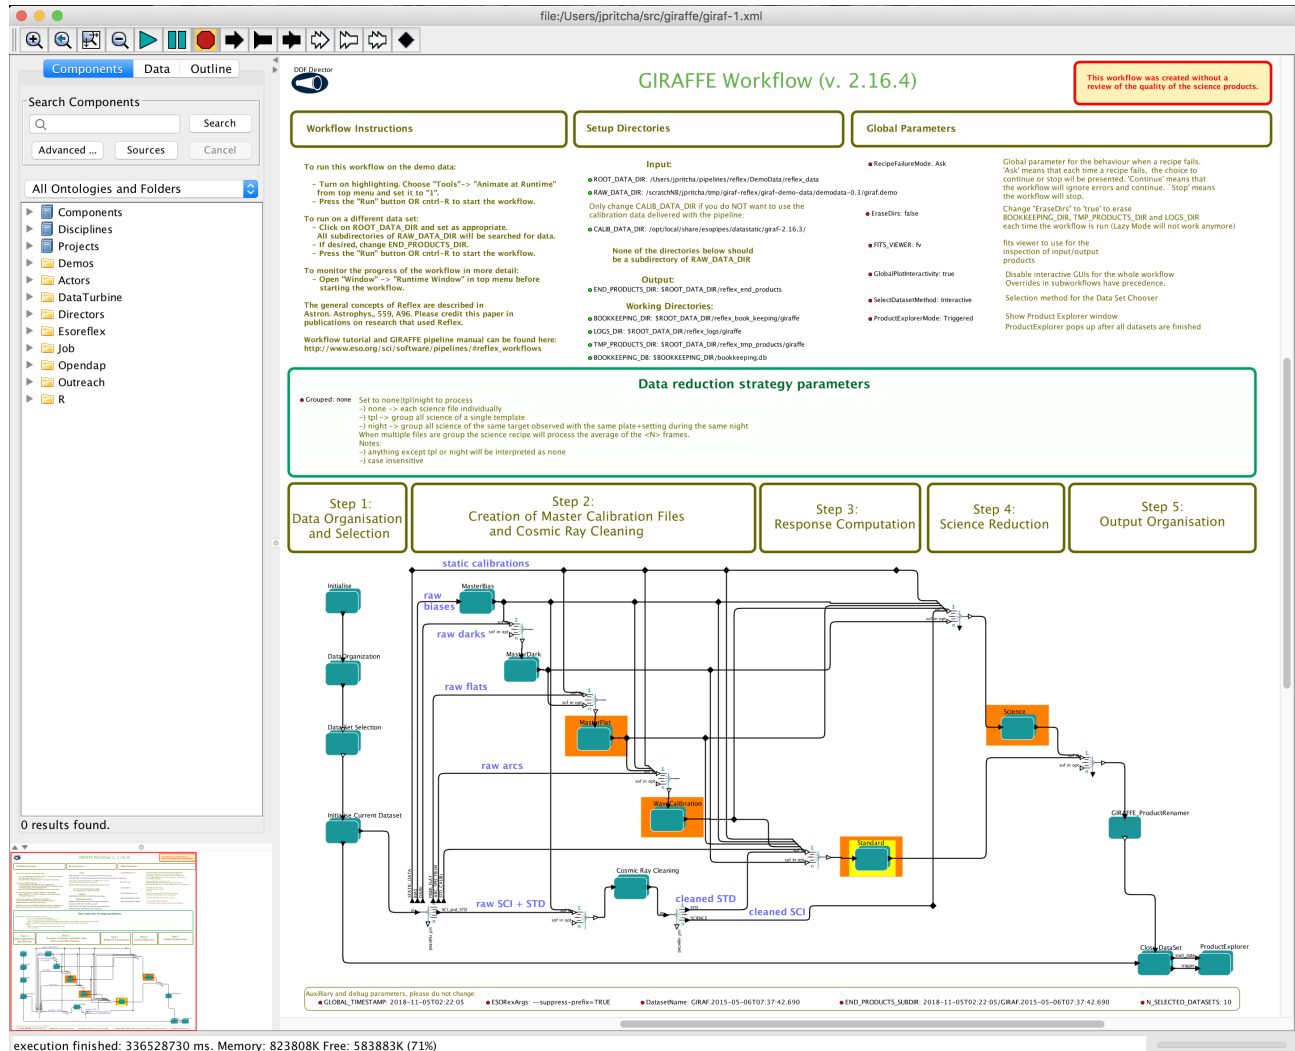 file:/Users/jpritcha/src/giraffe/giraf-1.xml
Components Data Outline
Search Components
Search
Advanced ... Sources Cancel
All Ontologies and Folders
Components
Disciplines
Projects
Demos
Actors
DataTurbine
Directors
Esoreflex
Job
Opendap
Outreach
R
0 results found.
DDF Director
GIRAFFE Workflow (v. 2.16.4)
This workflow was created without a
review of the quality of the science products.
Workflow Instructions
Setup Directories
Global Parameters
To run this workflow on the demo data:
– Turn on highlighting. Choose "Tools"–> "Animate at Runtime"
from top menu and set it to "1".
– Press the "Run" button OR cntrl–R to start the workflow.
To run on a different data set:
– Click on ROOT_DATA_DIR and set as appropriate.
All subdirectories of RAW_DATA_DIR will be searched for data.
– If desired, change END_PRODUCTS_DIR.
– Press the "Run" button OR cntrl–R to start the workflow.
To monitor the progress of the workflow in more detail:
– Open "Window" –> "Runtime Window" in top menu before
starting the workflow.
The general concepts of Reflex are described in
Astron. Astrophys., 559, A96. Please credit this paper in
publications on research that used Reflex.
Workflow tutorial and GIRAFFE pipeline manual can be found here:
http://www.eso.org/sci/software/pipelines/#reflex_workflows
Input:
ROOT_DATA_DIR: /Users/jpritcha/pipelines/reflex/DemoData/reflex_data
RAW_DATA_DIR: /scratchNB/jpritcha/tmp/giraf-reflex/giraf-demo-data/demodata-0.3/giraf.demo
Only change CALIB_DATA_DIR if you do NOT want to use the
calibration data delivered with the pipeline:
CALIB_DATA_DIR: /opt/local/share/esopipes/datastatic/giraf-2.16.3/
None of the directories below should
be a subdirectory of RAW_DATA_DIR
Output:
END_PRODUCTS_DIR: $ROOT_DATA_DIR/reflex_end_products
Working Directories:
BOOKKEEPING_DIR: $ROOT_DATA_DIR/reflex_book_keeping/giraffe
LOGS_DIR: $ROOT_DATA_DIR/reflex_logs/giraffe
TMP_PRODUCTS_DIR: $ROOT_DATA_DIR/reflex_tmp_products/giraffe
BOOKKEEPING_DB: $BOOKKEEPING_DIR/bookkeeping.db
RecipeFailureMode: Ask
Global parameter for the behaviour when a recipe fails.
'Ask' means that each time a recipe fails, the choice to
continue or stop wil be presented. 'Continue' means that
the workflow will ignore errors and continue. `Stop' means
the workflow will stop.
EraseDirs: false
Change "EraseDirs" to 'true' to erase
BOOKKEEPING_DIR, TMP_PRODUCTS_DIR and LOGS_DIR
each time the workflow is run (Lazy Mode will not work anymore)
FITS_VIEWER: fv
fits viewer to use for the
inspection of input/output
products
GlobalPlotInteractivity: true
Disable interactive GUIs for the whole workflow
Overrides in subworkflows have precedence.
SelectDatasetMethod: Interactive
Selection method for the Data Set Chooser
ProductExplorerMode: Triggered
Show Product Explorer window
ProductExplorer pops up after all datasets are finished
Data reduction strategy parameters
Grouped: none
Set to none|tpl|night to process
–) none –> each science file individually
–) tpl –> group all science of a single template
–) night –> group all science of the same target observed with the same plate+setting during the same night
When multiple files are group the science recipe will process the average of the <N> frames.
Notes:
–) anything except tpl or night will be interpreted as none
–) case insensitive
Step 1:
Data Organisation
and Selection
Step 2:
Creation of Master Calibration Files
and Cosmic Ray Cleaning
Step 3:
Response Computation
Step 4:
Science Reduction
Step 5:
Output Organisation
static calibrations
Initialise
MasterBias
raw
biases
raw darks
sof in opt
DataOrganization
MasterDark
raw flats
DataSet Selection
MasterFlat
Science
raw arcs
sof in opt
WaveCalibration
Initialise Current Dataset
GIRAFFE_ProductRenamer
Standard
sof in opt
Cosmic Ray Cleaning
raw SCI + STD
SCI_and_STD
sof in opt
cleaned STD
STD
SCIENCE
cleaned SCI
Close DataSet
start_date
trigger
ProductExplorer
Auxilliary and debug parameters, please do not change:
GLOBAL_TIMESTAMP: 2018-11-05T02:22:05
ESORexArgs: --suppress-prefix=TRUE
DatasetName: GIRAF.2015-05-06T07:37:42.690
END_PRODUCTS_SUBDIR: 2018-11-05T02:22:05/GIRAF.2015-05-06T07:37:42.690
N_SELECTED_DATASETS: 10
execution finished: 336528730 ms. Memory: 823808K Free: 583883K (71%)